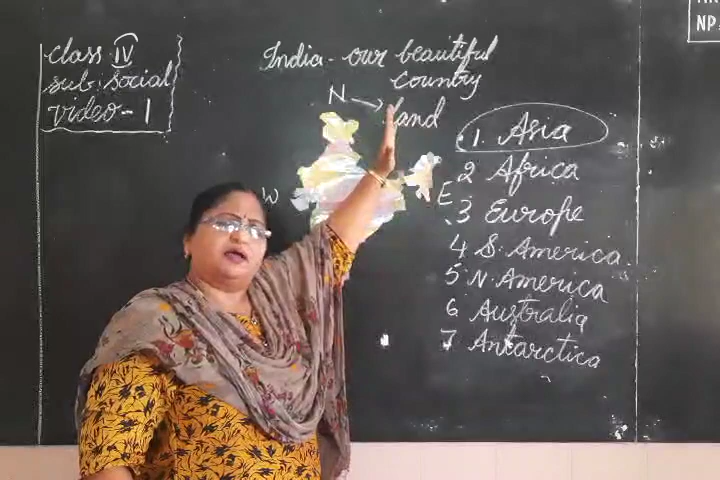 class IV
sub: social
video - 1
India - our beautiful
country
N → land
W
E
1. Asia
2 Africa
3 Europe
4 S. America
5 N. America
6 Australia
7 Antarctica
NP.